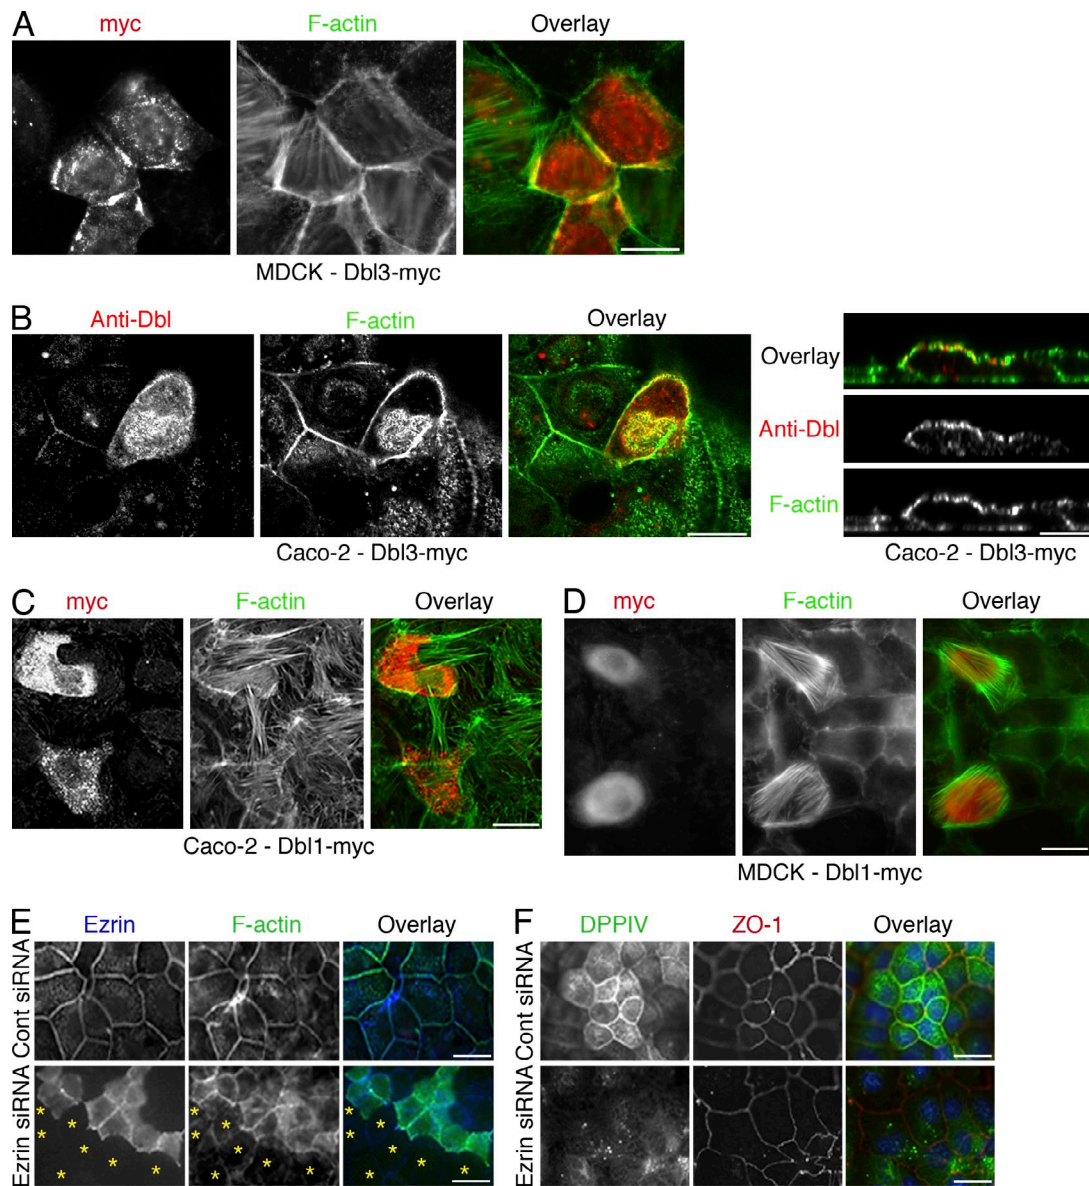 A
myc F-actin Overlay
MDCK - Dbl3-myc
B
Anti-Dbl F-actin Overlay
Overlay
Anti-Dbl
F-actin
Caco-2 - Dbl3-myc
Caco-2 - Dbl3-myc
C
myc F-actin Overlay
Caco-2 - Dbl1-myc
D
myc F-actin Overlay
MDCK - Dbl1-myc
E
Ezrin F-actin Overlay
Cont siRNA
Ezrin siRNA
* * * * * * *
* * * * * * *
* * * * * * *
F
DPPIV ZO-1 Overlay
Cont siRNA
Ezrin siRNA